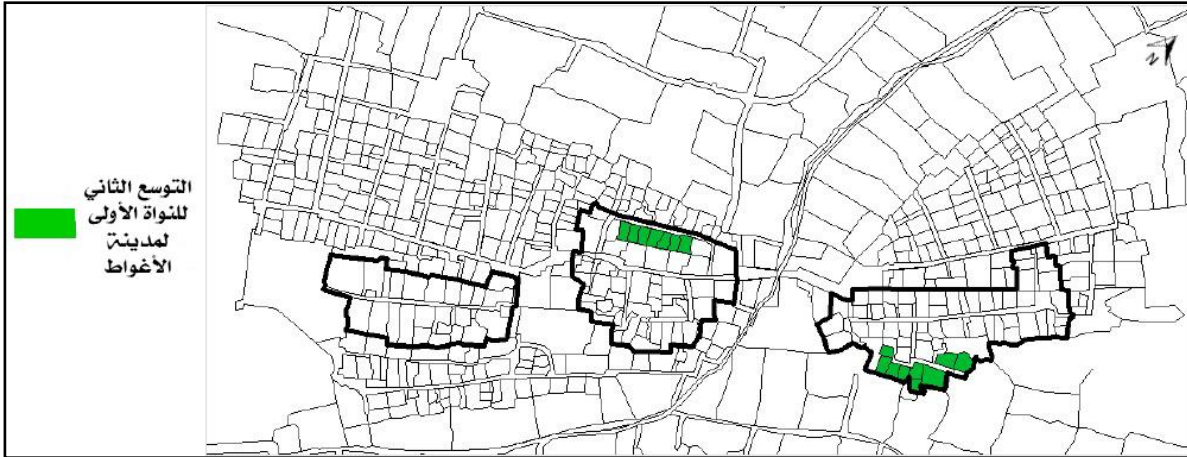 التوسع الثاني
للنواة الأولى
لمدينة
الأغواط
N